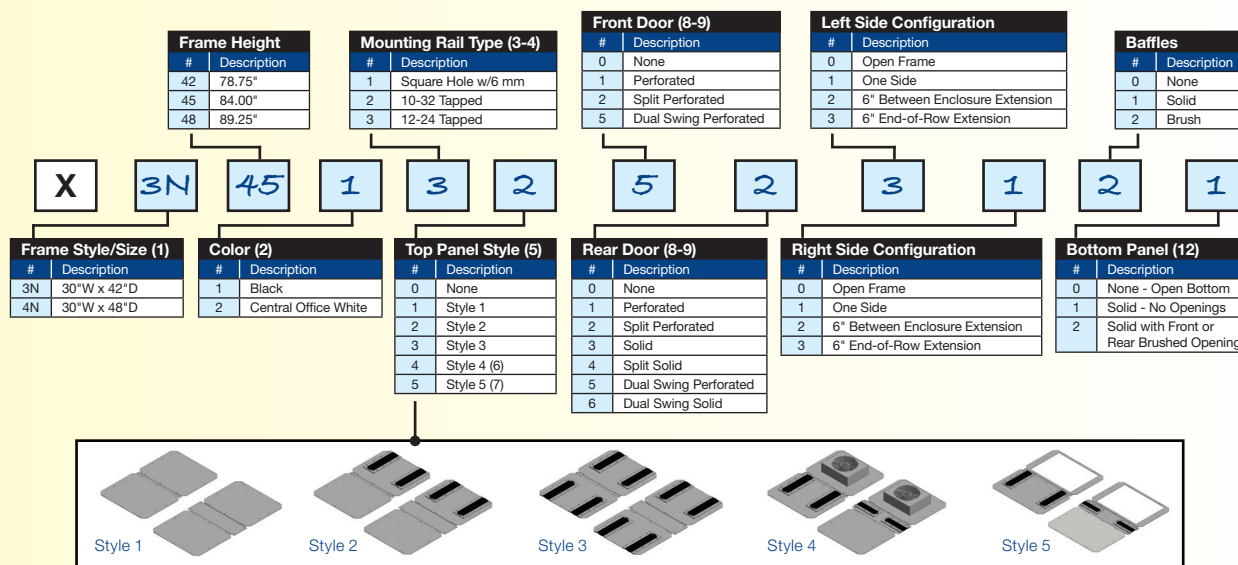 Frame Height
# Description
42 78.75"
45 84.00"
48 89.25"
Mounting Rail Type (3-4)
# Description
1 Square Hole w/6 mm
2 10-32 Tapped
3 12-24 Tapped
Front Door (8-9)
# Description
0 None
1 Perforated
2 Split Perforated
5 Dual Swing Perforated
Left Side Configuration
# Description
0 Open Frame
1 One Side
2 6" Between Enclosure Extension
3 6" End-of-Row Extension
Baffles
# Description
0 None
1 Solid
2 Brush
X 3N 45 1 3 2 5 2 3 1 2 1
Frame Style/Size (1)
# Description
3N 30"W x 42"D
4N 30"W x 48"D
Color (2)
# Description
1 Black
2 Central Office White
Top Panel Style (5)
# Description
0 None
1 Style 1
2 Style 2
3 Style 3
4 Style 4 (6)
5 Style 5 (7)
Rear Door (8-9)
# Description
0 None
1 Perforated
2 Split Perforated
3 Solid
4 Split Solid
5 Dual Swing Perforated
6 Dual Swing Solid
Right Side Configuration
# Description
0 Open Frame
1 One Side
2 6" Between Enclosure Extension
3 6" End-of-Row Extension
Bottom Panel (12)
# Description
0 None - Open Bottom
1 Solid - No Openings
2 Solid with Front or
Rear Brushed Opening
Style 1 Style 2 Style 3 Style 4 Style 5